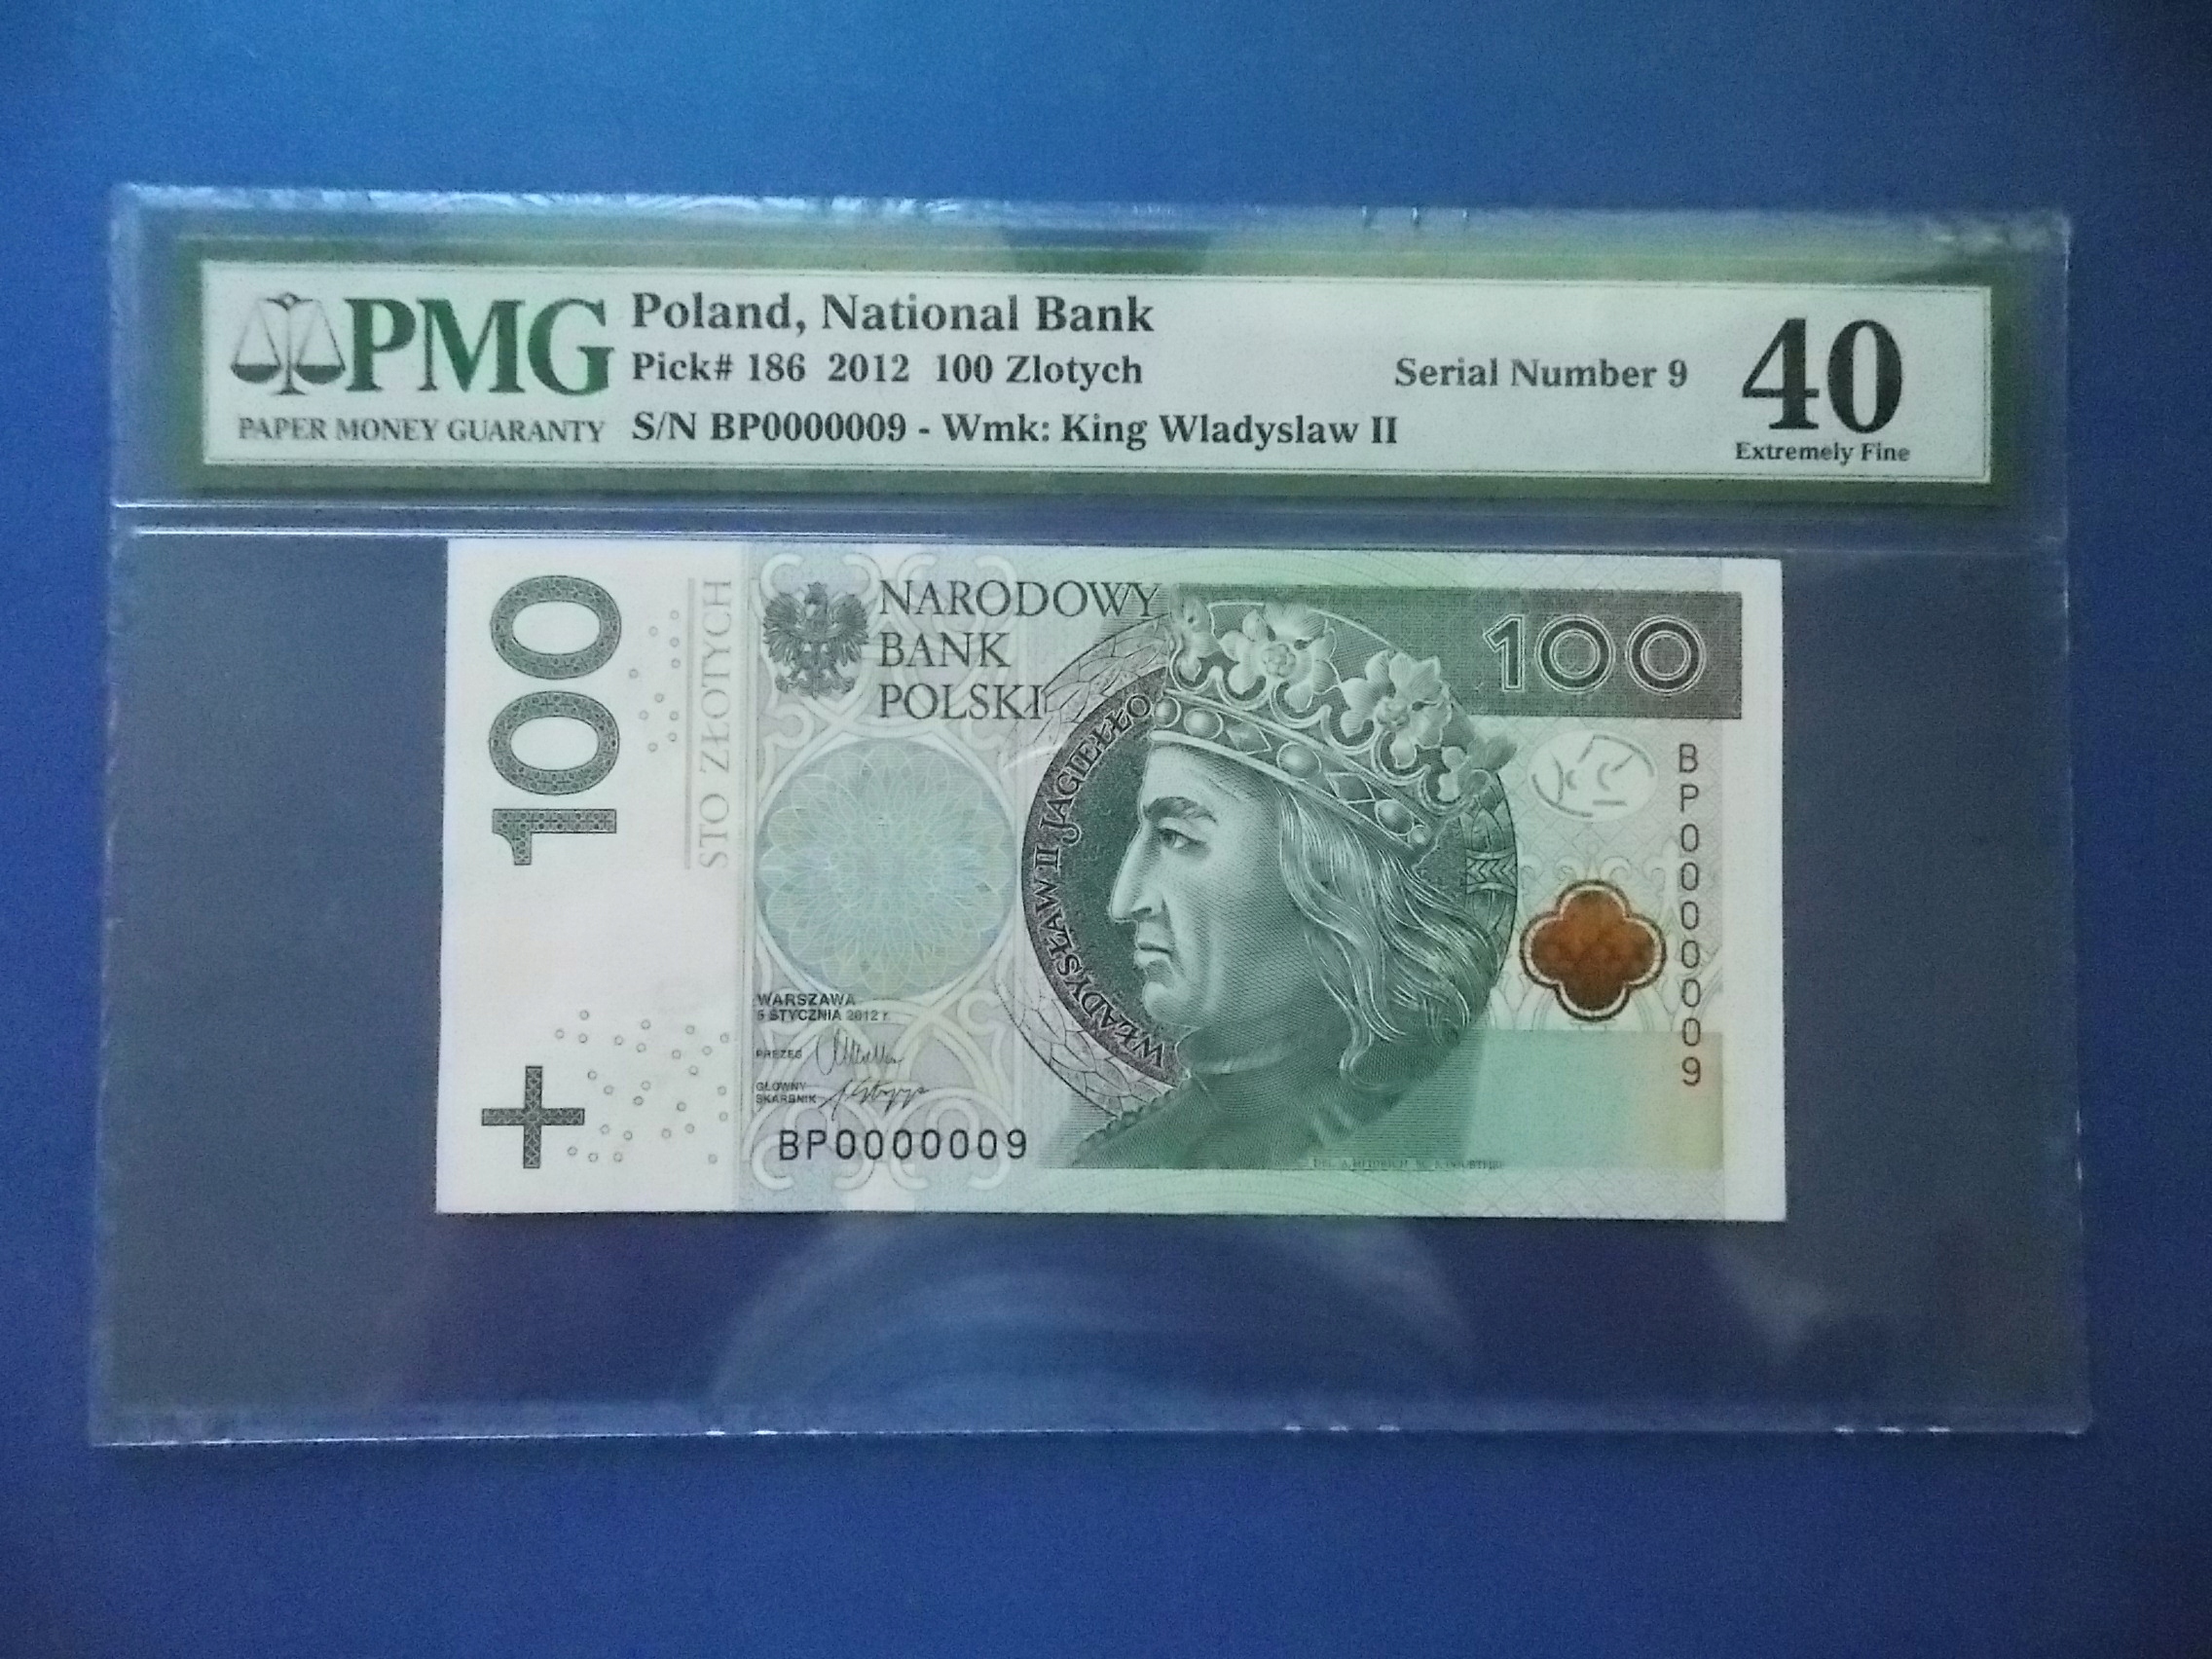 PMG
PAPER MONEY GUARANTY
Poland, National Bank
Pick# 186 2012 100 Zlotych
S/N BP0000009 - Wmk: King Wladyslaw II
Serial Number 9
40
Extremely Fine
100
STO ZŁOTYCH
NARODOWY
BANK
POLSKI
WŁADYSŁAW II JAGIEŁŁO
100
BP0000009
WARSZAWA
5 STYCZNIA 2012 r.
PREZES
GŁÓWNY
SKARBNIK
BP0000009